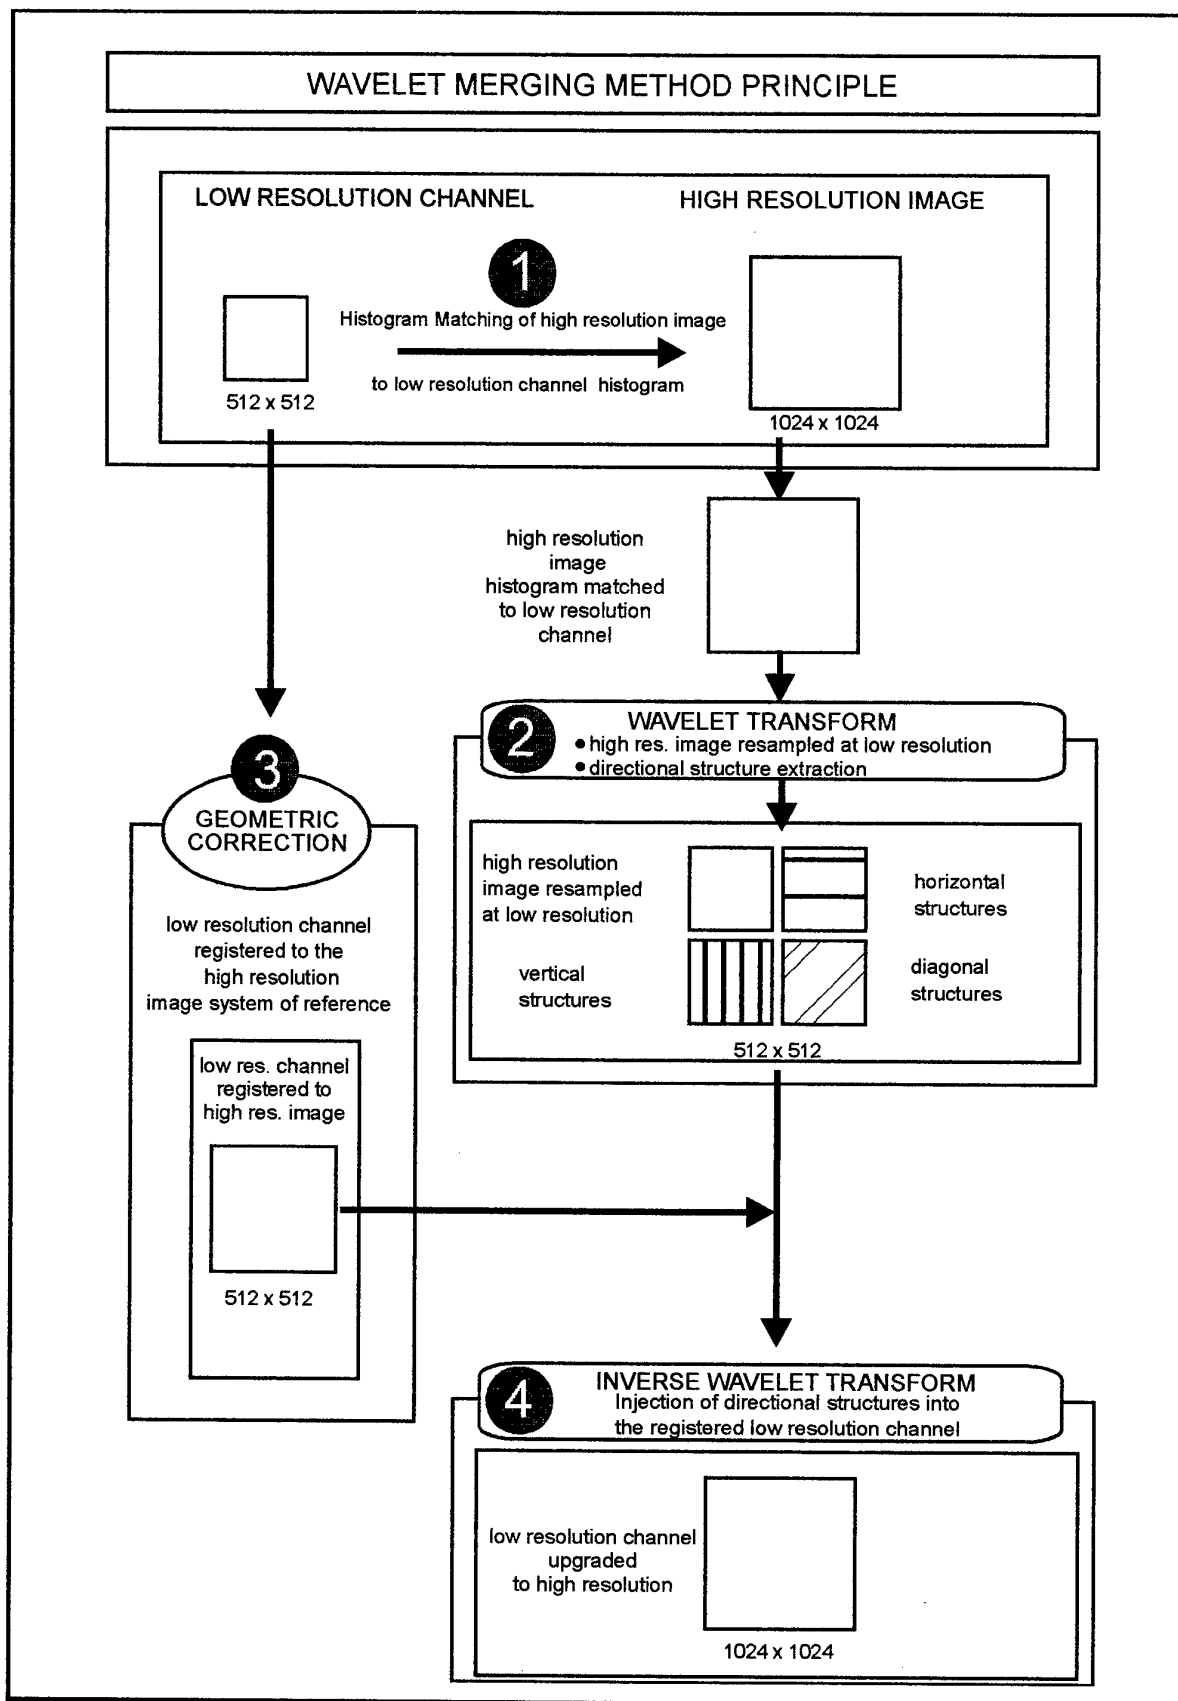 WAVELET MERGING METHOD PRINCIPLE
LOW RESOLUTION CHANNEL
HIGH RESOLUTION IMAGE
1
Histogram Matching of high resolution image
to low resolution channel histogram
512 x 512
1024 x 1024
high resolution
image
histogram matched
to low resolution
channel
2
WAVELET TRANSFORM
• high res. image resampled at low resolution
• directional structure extraction
3
GEOMETRIC
CORRECTION
low resolution channel
registered to the
high resolution
image system of reference
high resolution
image resampled
at low resolution
horizontal
structures
vertical
structures
diagonal
structures
512 x 512
low res. channel
registered to
high res. image
512 x 512
4
INVERSE WAVELET TRANSFORM
Injection of directional structures into
the registered low resolution channel
low resolution channel
upgraded
to high resolution
1024 x 1024